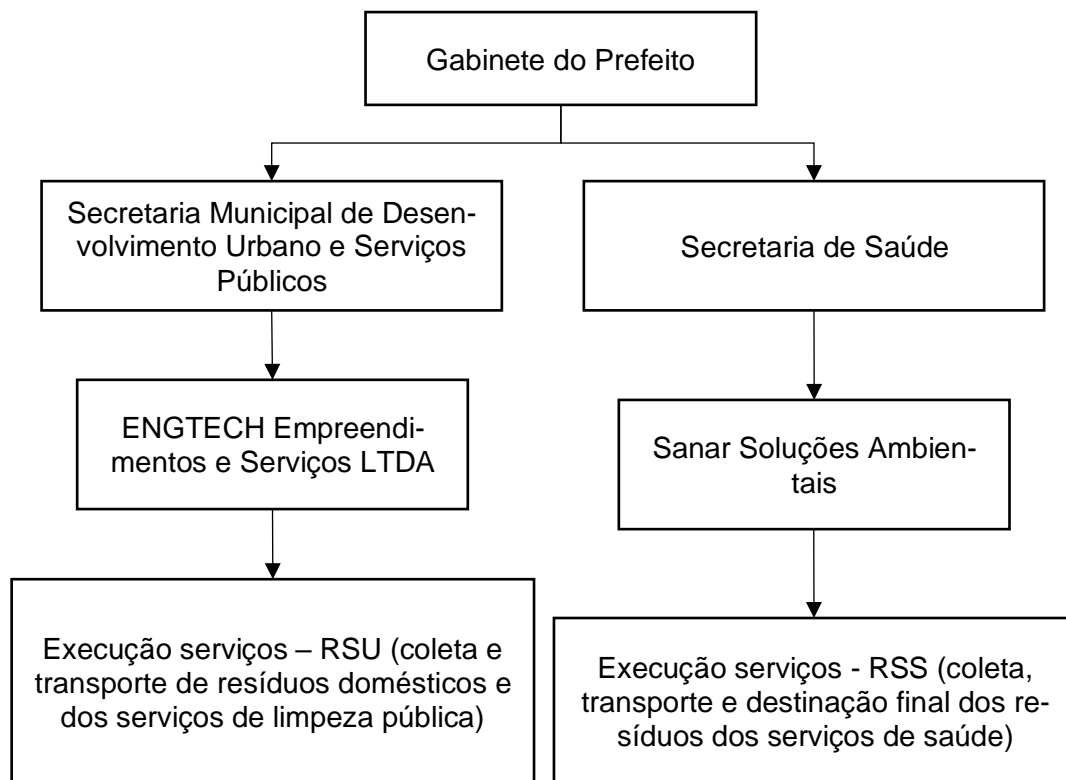 Gabinete do Prefeito
Secretaria Municipal de Desen-
volvimento Urbano e Serviços
Públicos
Secretaria de Saúde
ENGTECH Empreendi-
mentos e Serviços LTDA
Sanar Soluções Ambien-
tais
Execução serviços – RSU (coleta e
transporte de resíduos domésticos e
dos serviços de limpeza pública)
Execução serviços - RSS (coleta,
transporte e destinação final dos re-
síduos dos serviços de saúde)